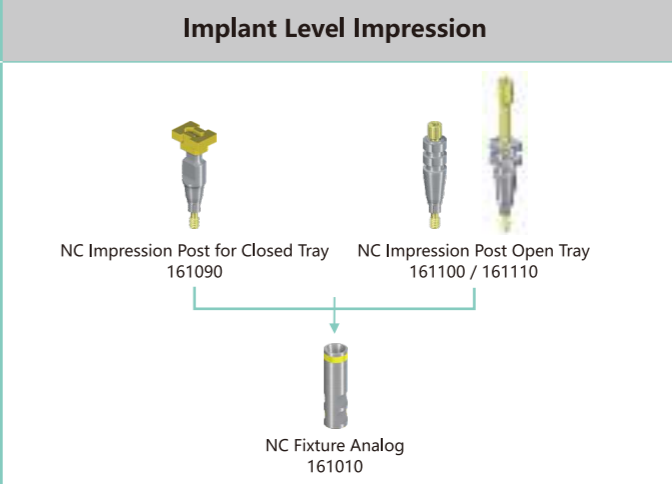 Implant Level Impression
NC Impression Post for Closed Tray
161090
NC Impression Post Open Tray
161100 / 161110
NC Fixture Analog
161010